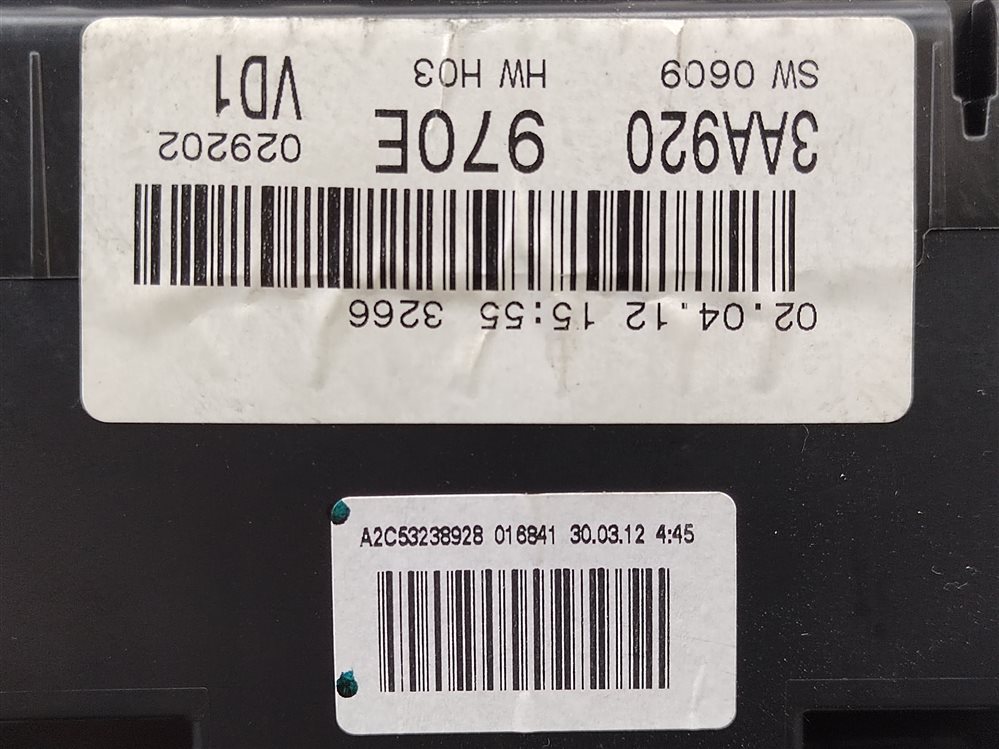 02.04.12 15:55 3266
3AA920 970E 029202
SW 0609 HW H03 VD1
A2C53238928 016841 30.03.12 4:45